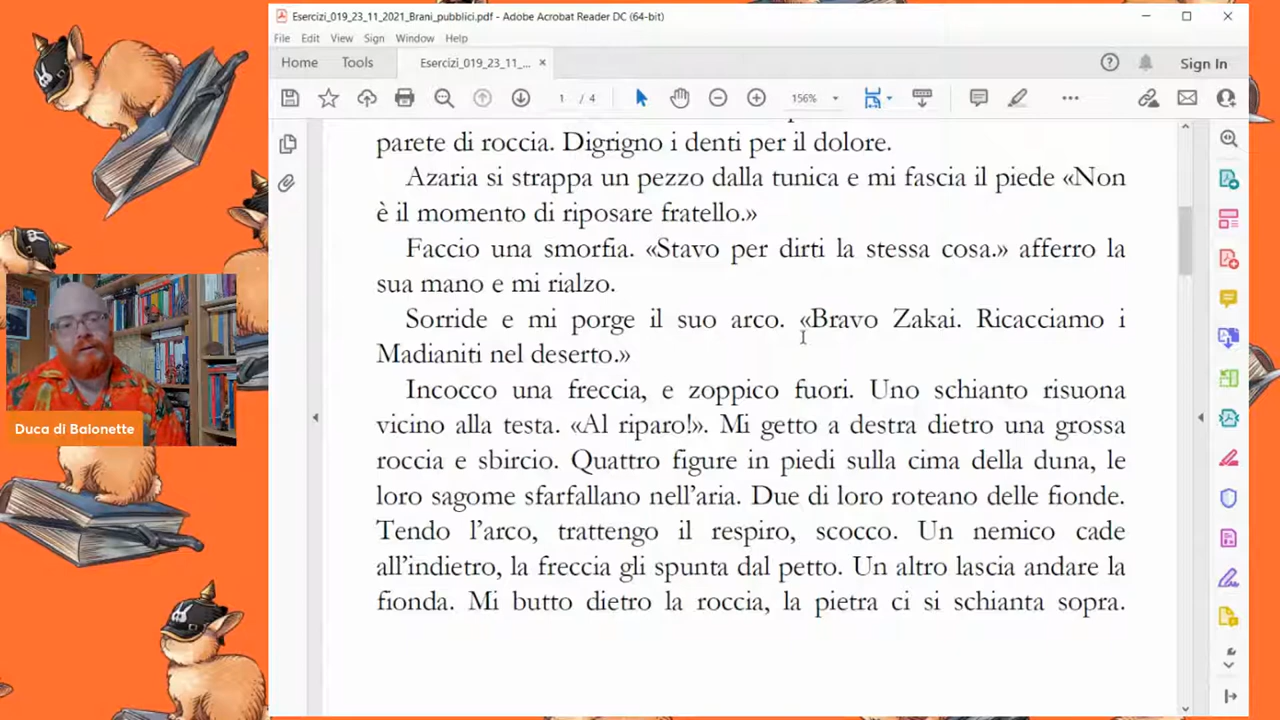 Esercizi_019_23_11_2021_Brani_pubblici.pdf - Adobe Acrobat Reader DC (64-bit)
File Edit View Sign Window Help
Home Tools Esercizi_019_23_11_... × Sign In
1 / 4 156%
parete di roccia. Digrigno i denti per il dolore.
Azaria si strappa un pezzo dalla tunica e mi fascia il piede «Non
è il momento di riposare fratello.»
Faccio una smorfia. «Stavo per dirti la stessa cosa.» afferro la
sua mano e mi rialzo.
Sorride e mi porge il suo arco. «Bravo Zakai. Ricacciamo i
Madianiti nel deserto.»
Incocco una freccia, e zoppico fuori. Uno schianto risuona
vicino alla testa. «Al riparo!». Mi getto a destra dietro una grossa
roccia e sbircio. Quattro figure in piedi sulla cima della duna, le
loro sagome sfarfallano nell’aria. Due di loro roteano delle fionde.
Tendo l’arco, trattengo il respiro, scocco. Un nemico cade
all’indietro, la freccia gli spunta dal petto. Un altro lascia andare la
fionda. Mi butto dietro la roccia, la pietra ci si schianta sopra.
Duca di Baionette